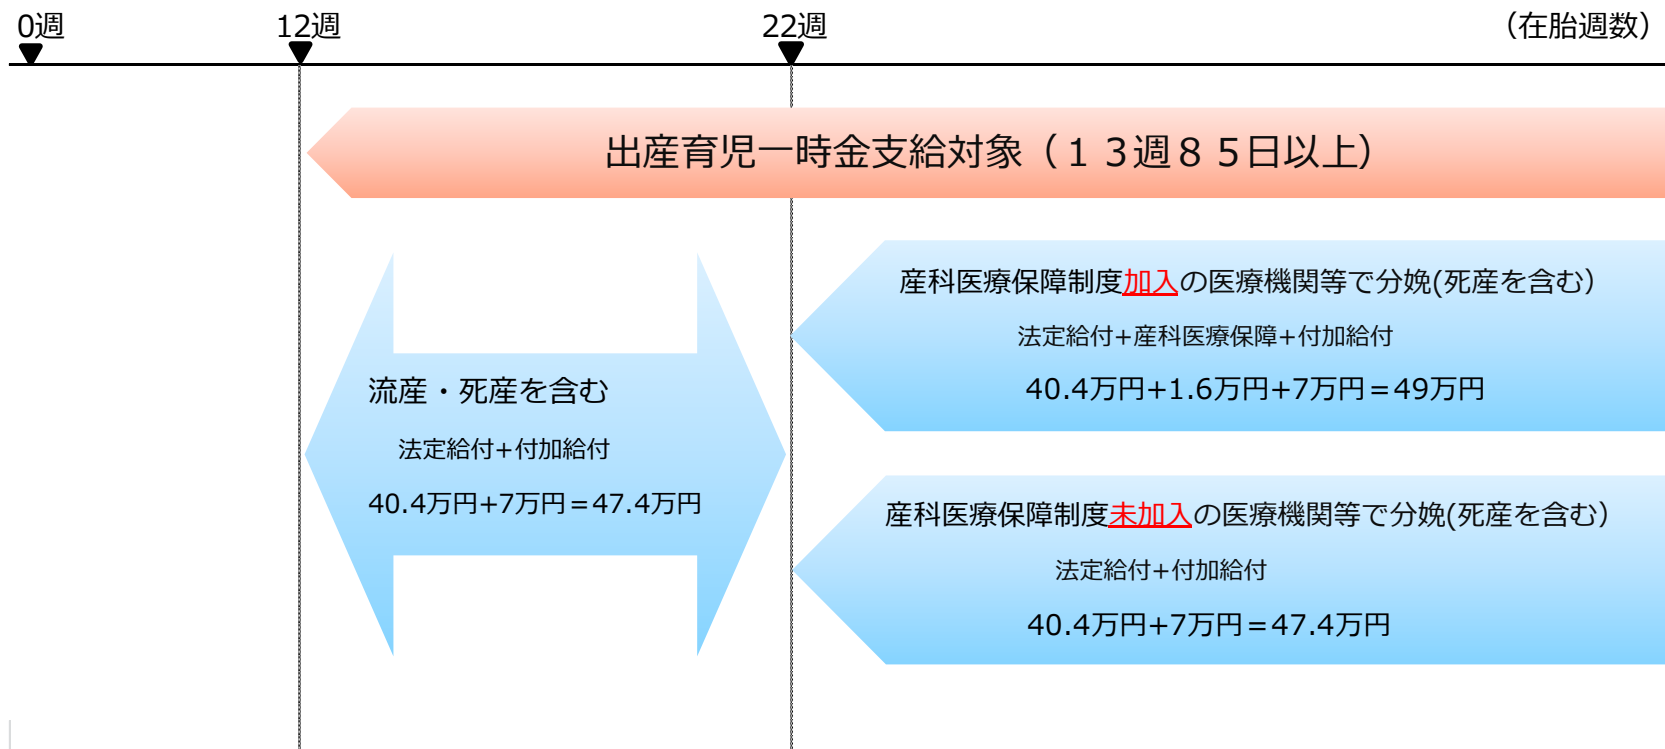 0週
12週
22週
（在胎週数）
出産育児一時金支給対象（１３週８５日以上）
産科医療保障制度加入の医療機関等で分娩(死産を含む）
法定給付+産科医療保障+付加給付
40.4万円+1.6万円+7万円＝49万円
流産・死産を含む
法定給付+付加給付
40.4万円+7万円＝47.4万円
産科医療保障制度未加入の医療機関等で分娩(死産を含む）
法定給付+付加給付
40.4万円+7万円＝47.4万円